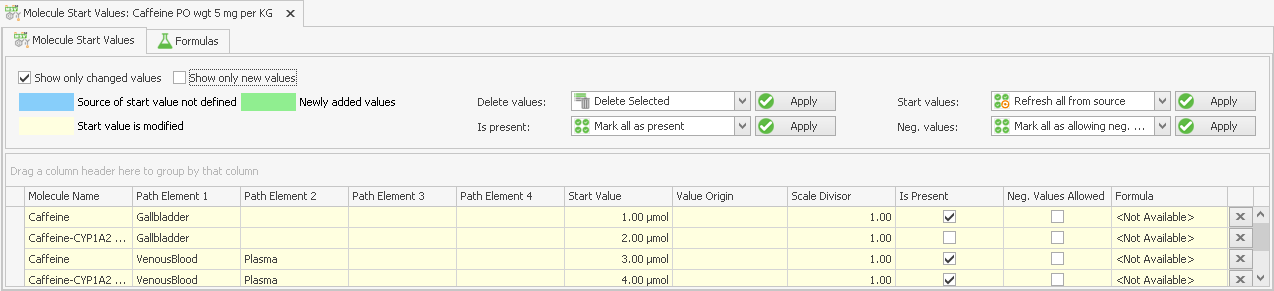 Molecule Start Values: Caffeine PO wgt 5 mg per KG
Molecule Start Values Formulas
Show only changed values Show only new values
Source of start value not defined Newly added values Delete values: Delete Selected Apply Start values: Refresh all from source Apply
Start value is modified Is present: Mark all as present Apply Neg. values: Mark all as allowing neg. ... Apply
Drag a column header here to group by that column
Molecule Name Path Element 1 Path Element 2 Path Element 3 Path Element 4 Start Value Value Origin Scale Divisor Is Present Neg. Values Allowed Formula
Caffeine Gallbladder 1.00 µmol 1.00 <Not Available>
Caffeine-CYP1A2 ... Gallbladder 2.00 µmol 1.00 <Not Available>
Caffeine VenousBlood Plasma 3.00 µmol 1.00 <Not Available>
Caffeine-CYP1A2 ... VenousBlood Plasma 4.00 µmol 1.00 <Not Available>